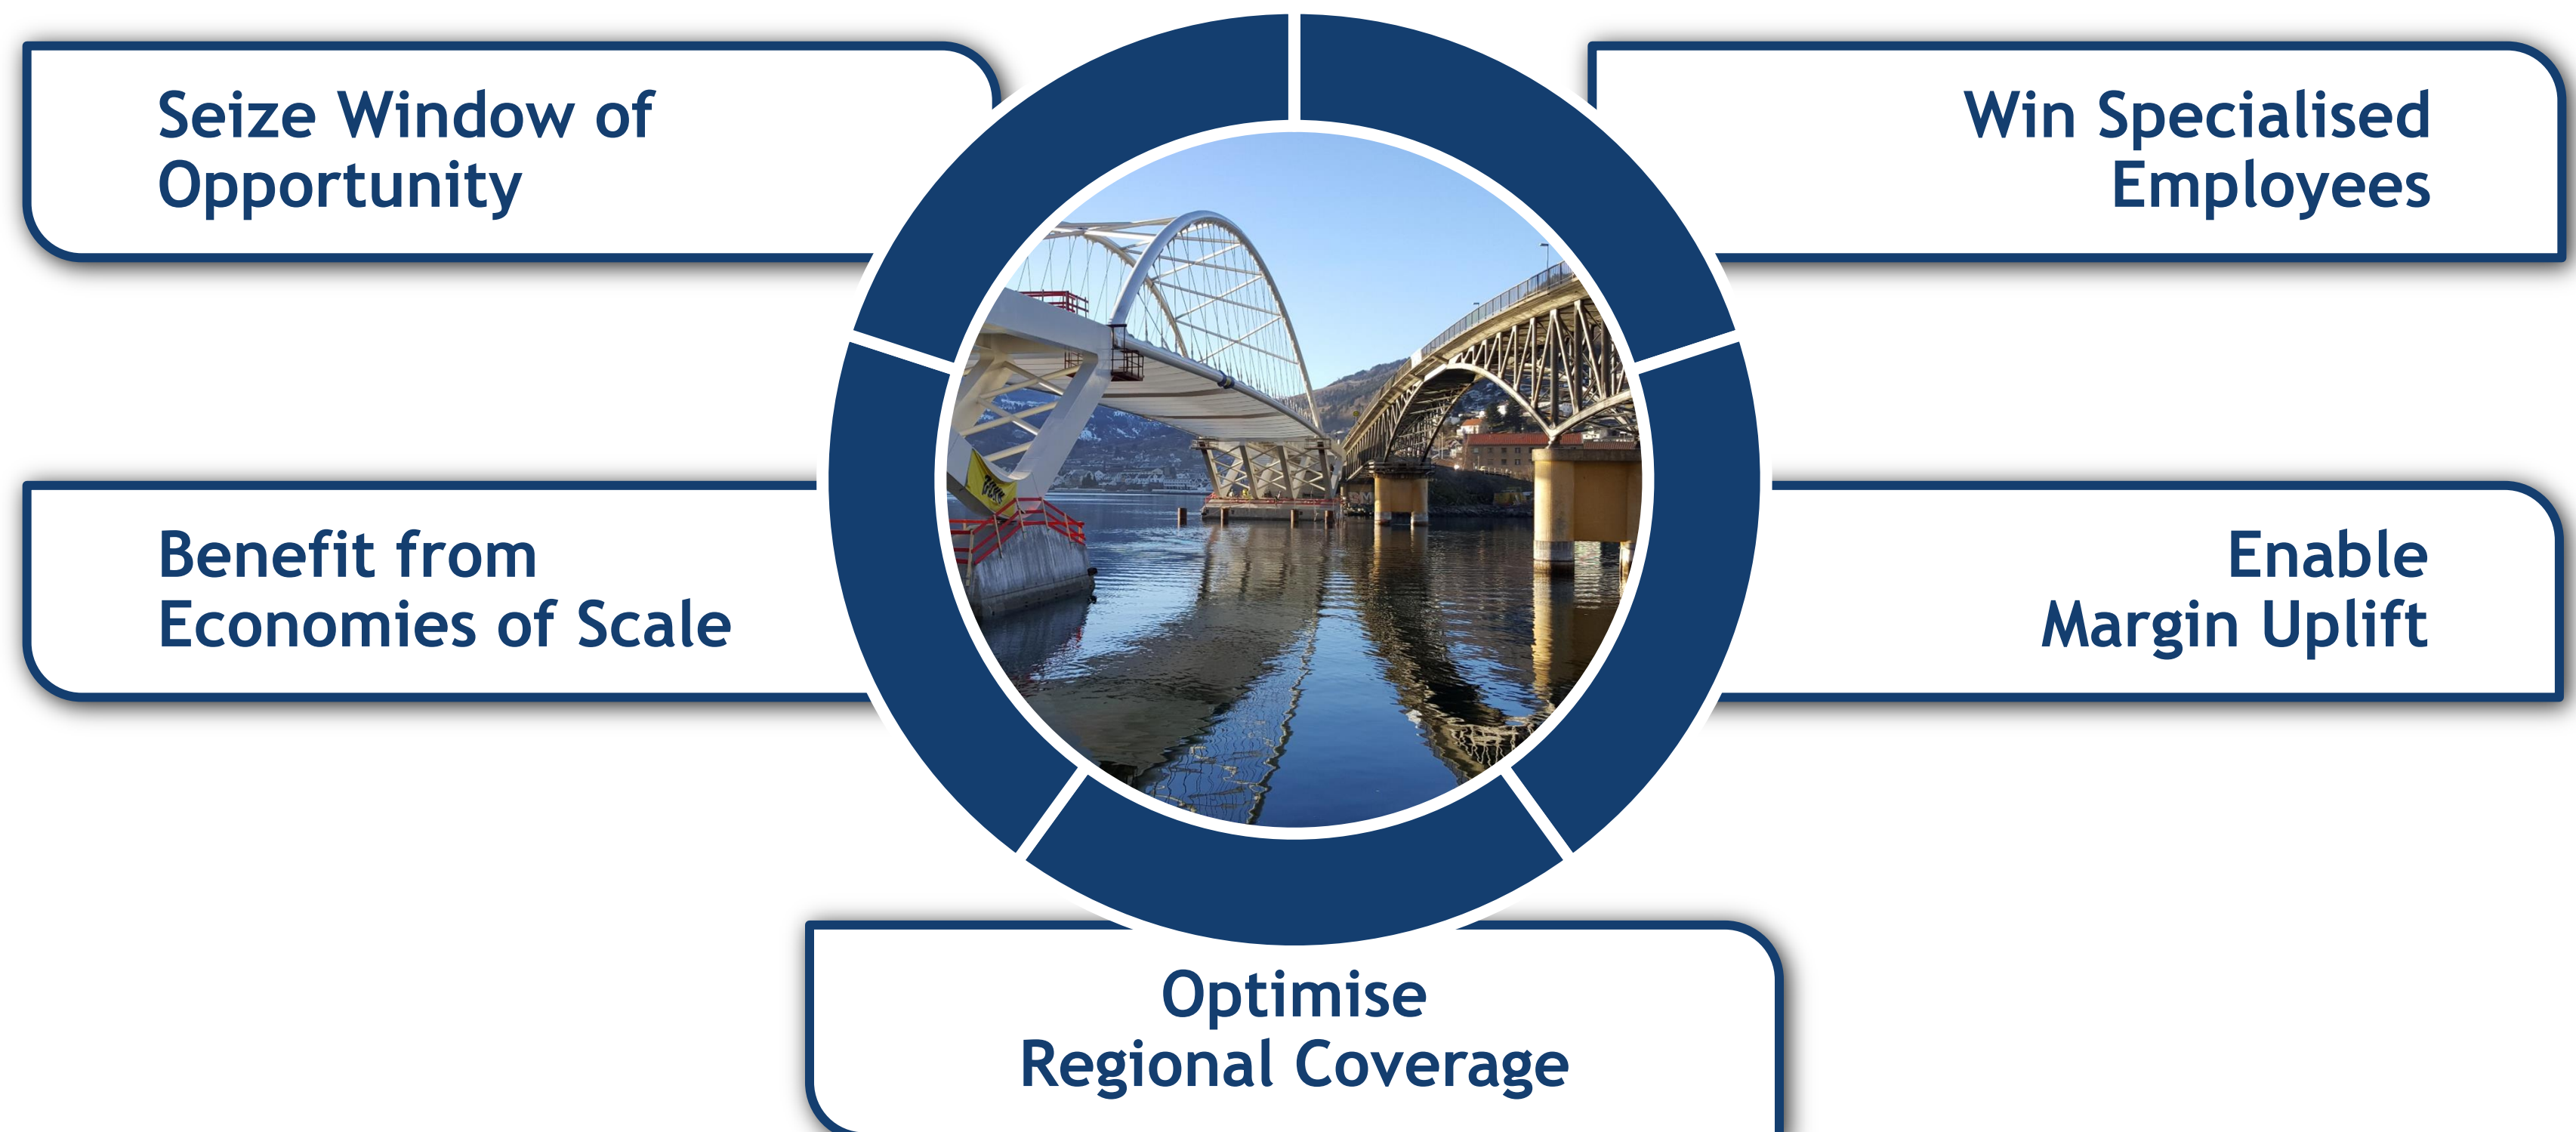 Seize Window of
Opportunity
Win Specialised
Employees
Benefit from
Economies of Scale
Enable
Margin Uplift
Optimise
Regional Coverage